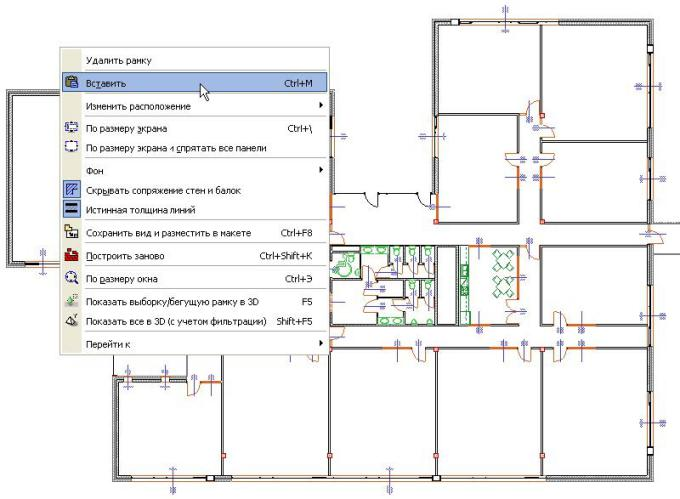 Удалить рамку
Вставить Ctrl+M
Изменить расположение
По размеру экрана Ctrl+\
По размеру экрана и спрятать все панели
Фон
Скрывать сопряжение стен и балок
Истинная толщина линий
Сохранить вид и разместить в макете Ctrl+F8
Построить заново Ctrl+Shift+K
По размеру окна Ctrl+Э
Показать выборку/бегущую рамку в 3D F5
Показать все в 3D (с учетом фильтрации) Shift+F5
Перейти к